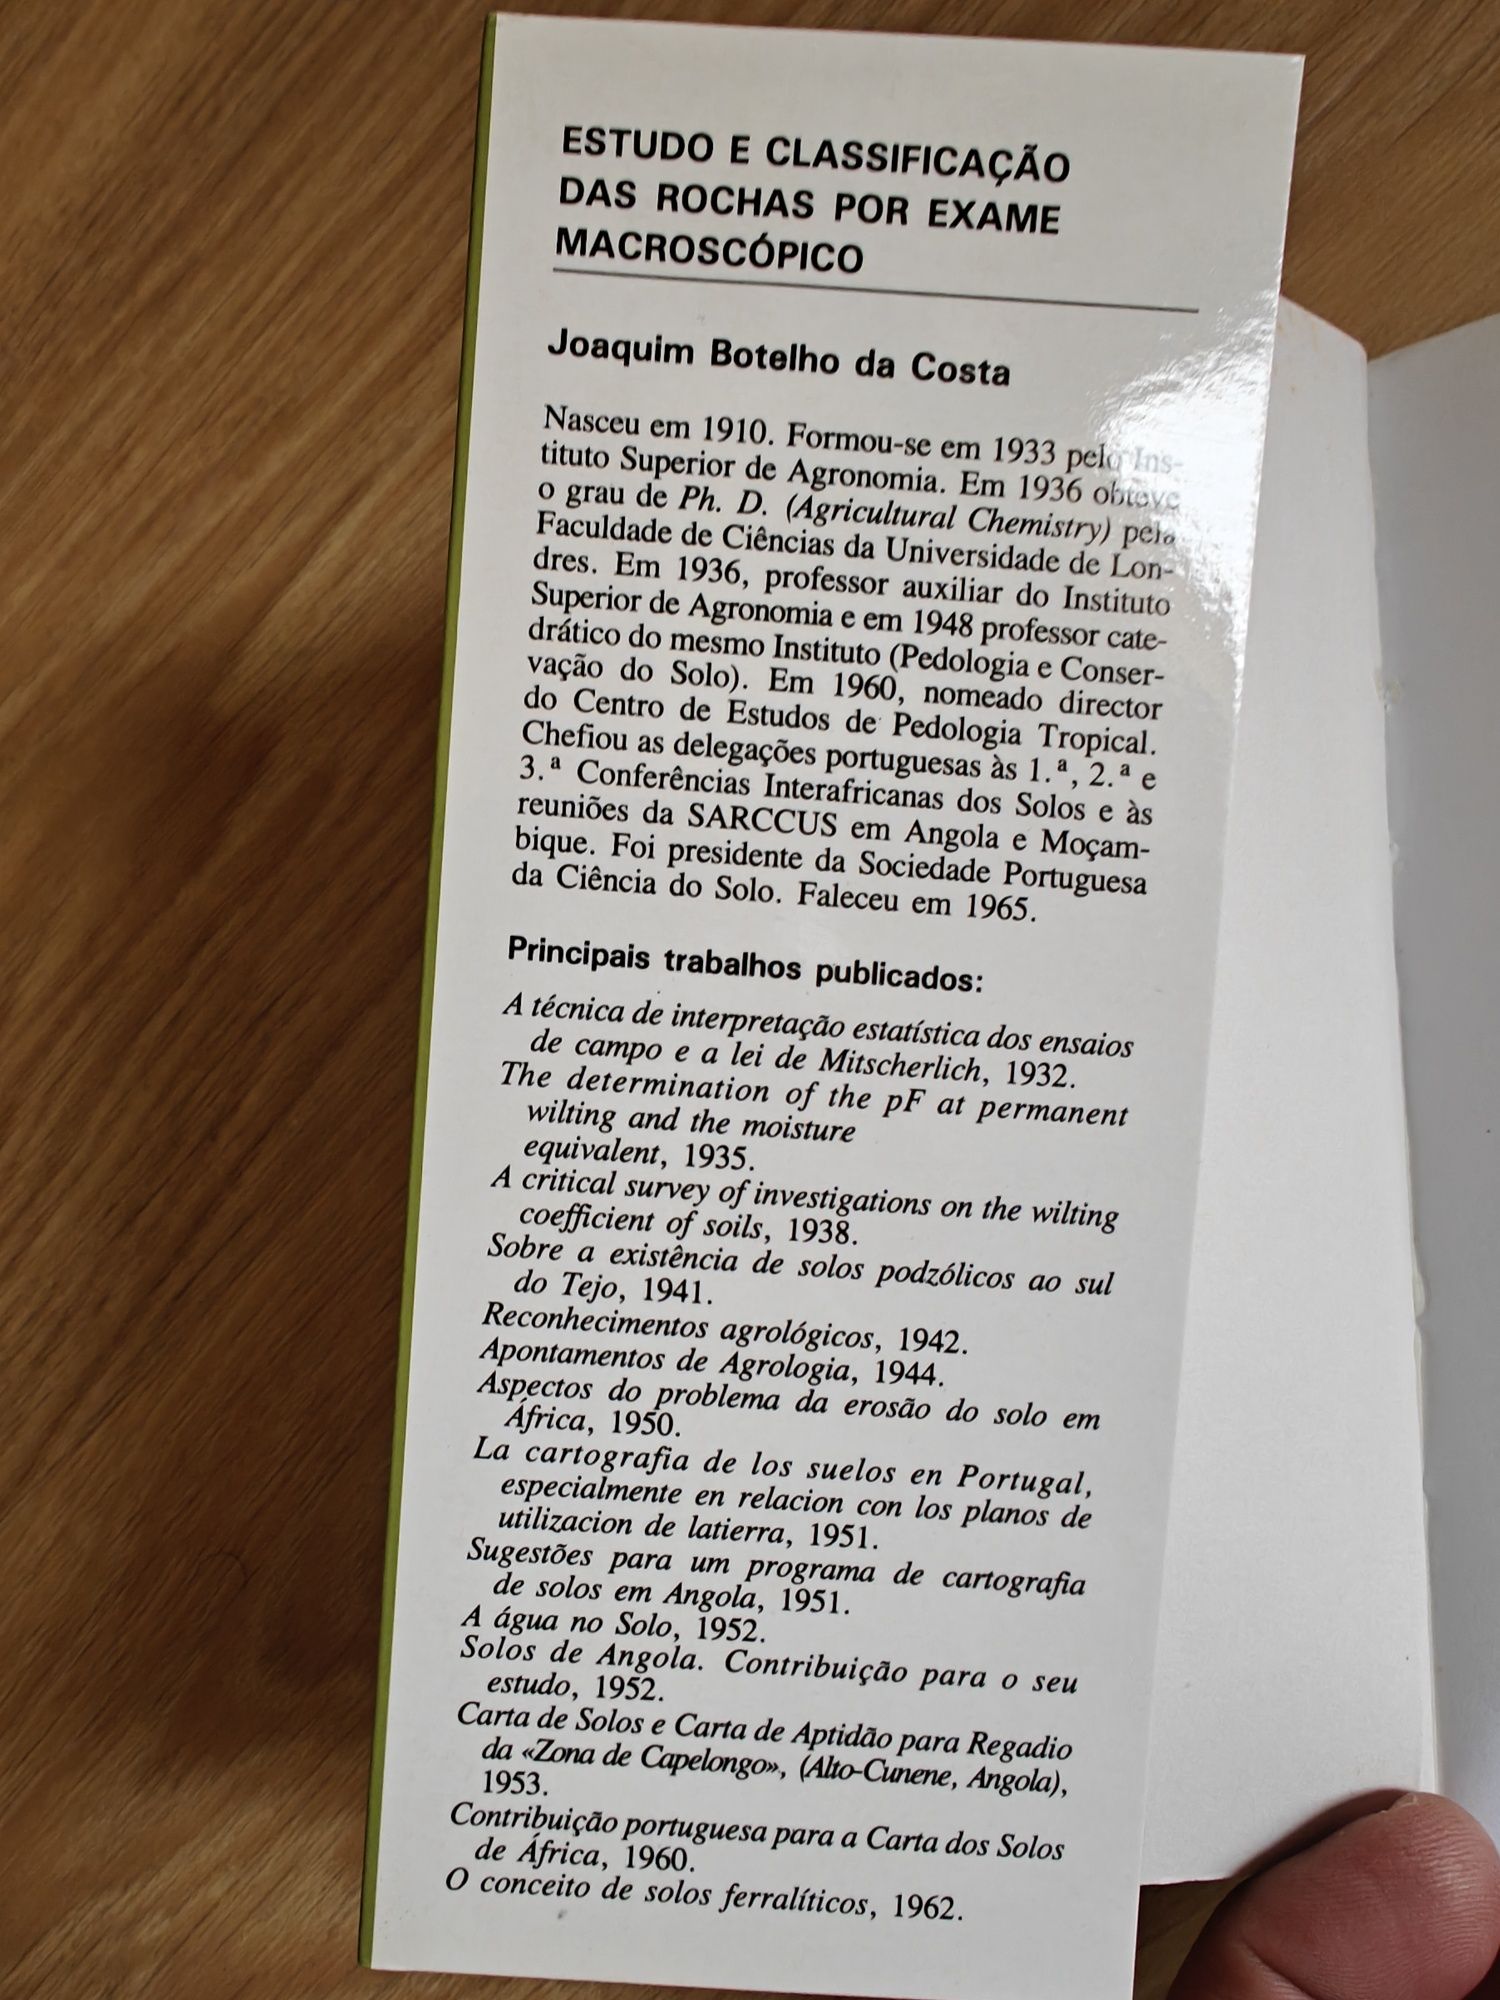 ESTUDO E CLASSIFICAÇÃO
DAS ROCHAS POR EXAME
MACROSCÓPICO
Joaquim Botelho da Costa
Nasceu em 1910. Formou-se em 1933 pelo Ins-
tituto Superior de Agronomia. Em 1936 obteve
o grau de Ph. D. (Agricultural Chemistry) pela
Faculdade de Ciências da Universidade de Lon-
dres. Em 1936, professor auxiliar do Instituto
Superior de Agronomia e em 1948 professor cate-
drático do mesmo Instituto (Pedologia e Conser-
vação do Solo). Em 1960, nomeado director
do Centro de Estudos de Pedologia Tropical.
Chefiou as delegações portuguesas às 1.ª, 2.ª e
3.ª Conferências Interafricanas dos Solos e às
reuniões da SARCCUS em Angola e Moçam-
bique. Foi presidente da Sociedade Portuguesa
da Ciência do Solo. Faleceu em 1965.
Principais trabalhos publicados:
A técnica de interpretação estatística dos ensaios
de campo e a lei de Mitscherlich, 1932.
The determination of the pF at permanent
wilting and the moisture
equivalent, 1935.
A critical survey of investigations on the wilting
coefficient of soils, 1938.
Sobre a existência de solos podzólicos ao sul
do Tejo, 1941.
Reconhecimentos agrológicos, 1942.
Apontamentos de Agrologia, 1944.
Aspectos do problema da erosão do solo em
África, 1950.
La cartografia de los suelos en Portugal,
especialmente en relacion con los planos de
utilizacion de latierra, 1951.
Sugestões para um programa de cartografia
de solos em Angola, 1951.
A água no Solo, 1952.
Solos de Angola. Contribuição para o seu
estudo, 1952.
Carta de Solos e Carta de Aptidão para Regadio
da «Zona de Capelongo», (Alto-Cunene, Angola),
1953.
Contribuição portuguesa para a Carta dos Solos
de África, 1960.
O conceito de solos ferralíticos, 1962.